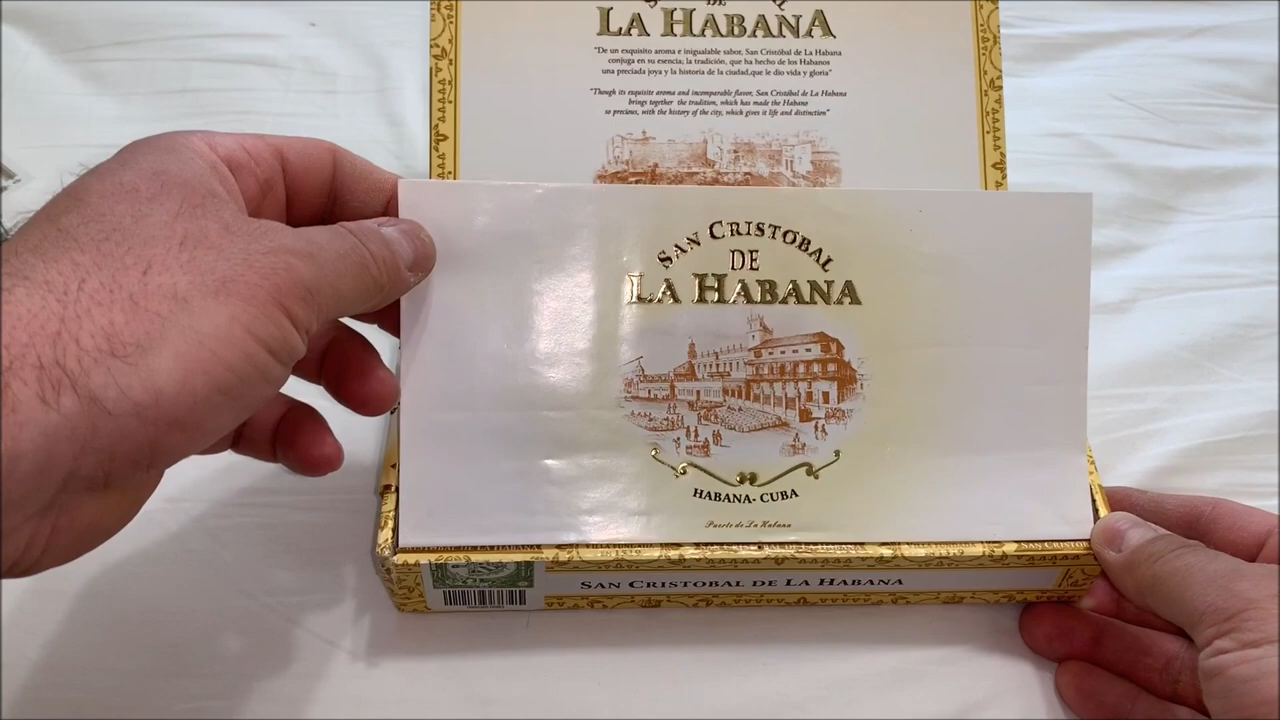 DE
LA HABANA
"De un exquisito aroma e inigualable sabor, San Cristóbal de La Habana
conjuga en su esencia; la tradición, que ha hecho de los Habanos
una preciada joya y la historia de la ciudad,que le dio vida y gloria"
"Though its exquisite aroma and incomparable flavor, San Cristóbal de La Habana
brings together the tradition, which has made the Habano
so precious, with the history of the city, which gives it life and distinction"
SAN CRISTOBAL
DE
LA HABANA
HABANA- CUBA
Puerto de La Habana
SAN CRISTOBAL DE LA HABANA